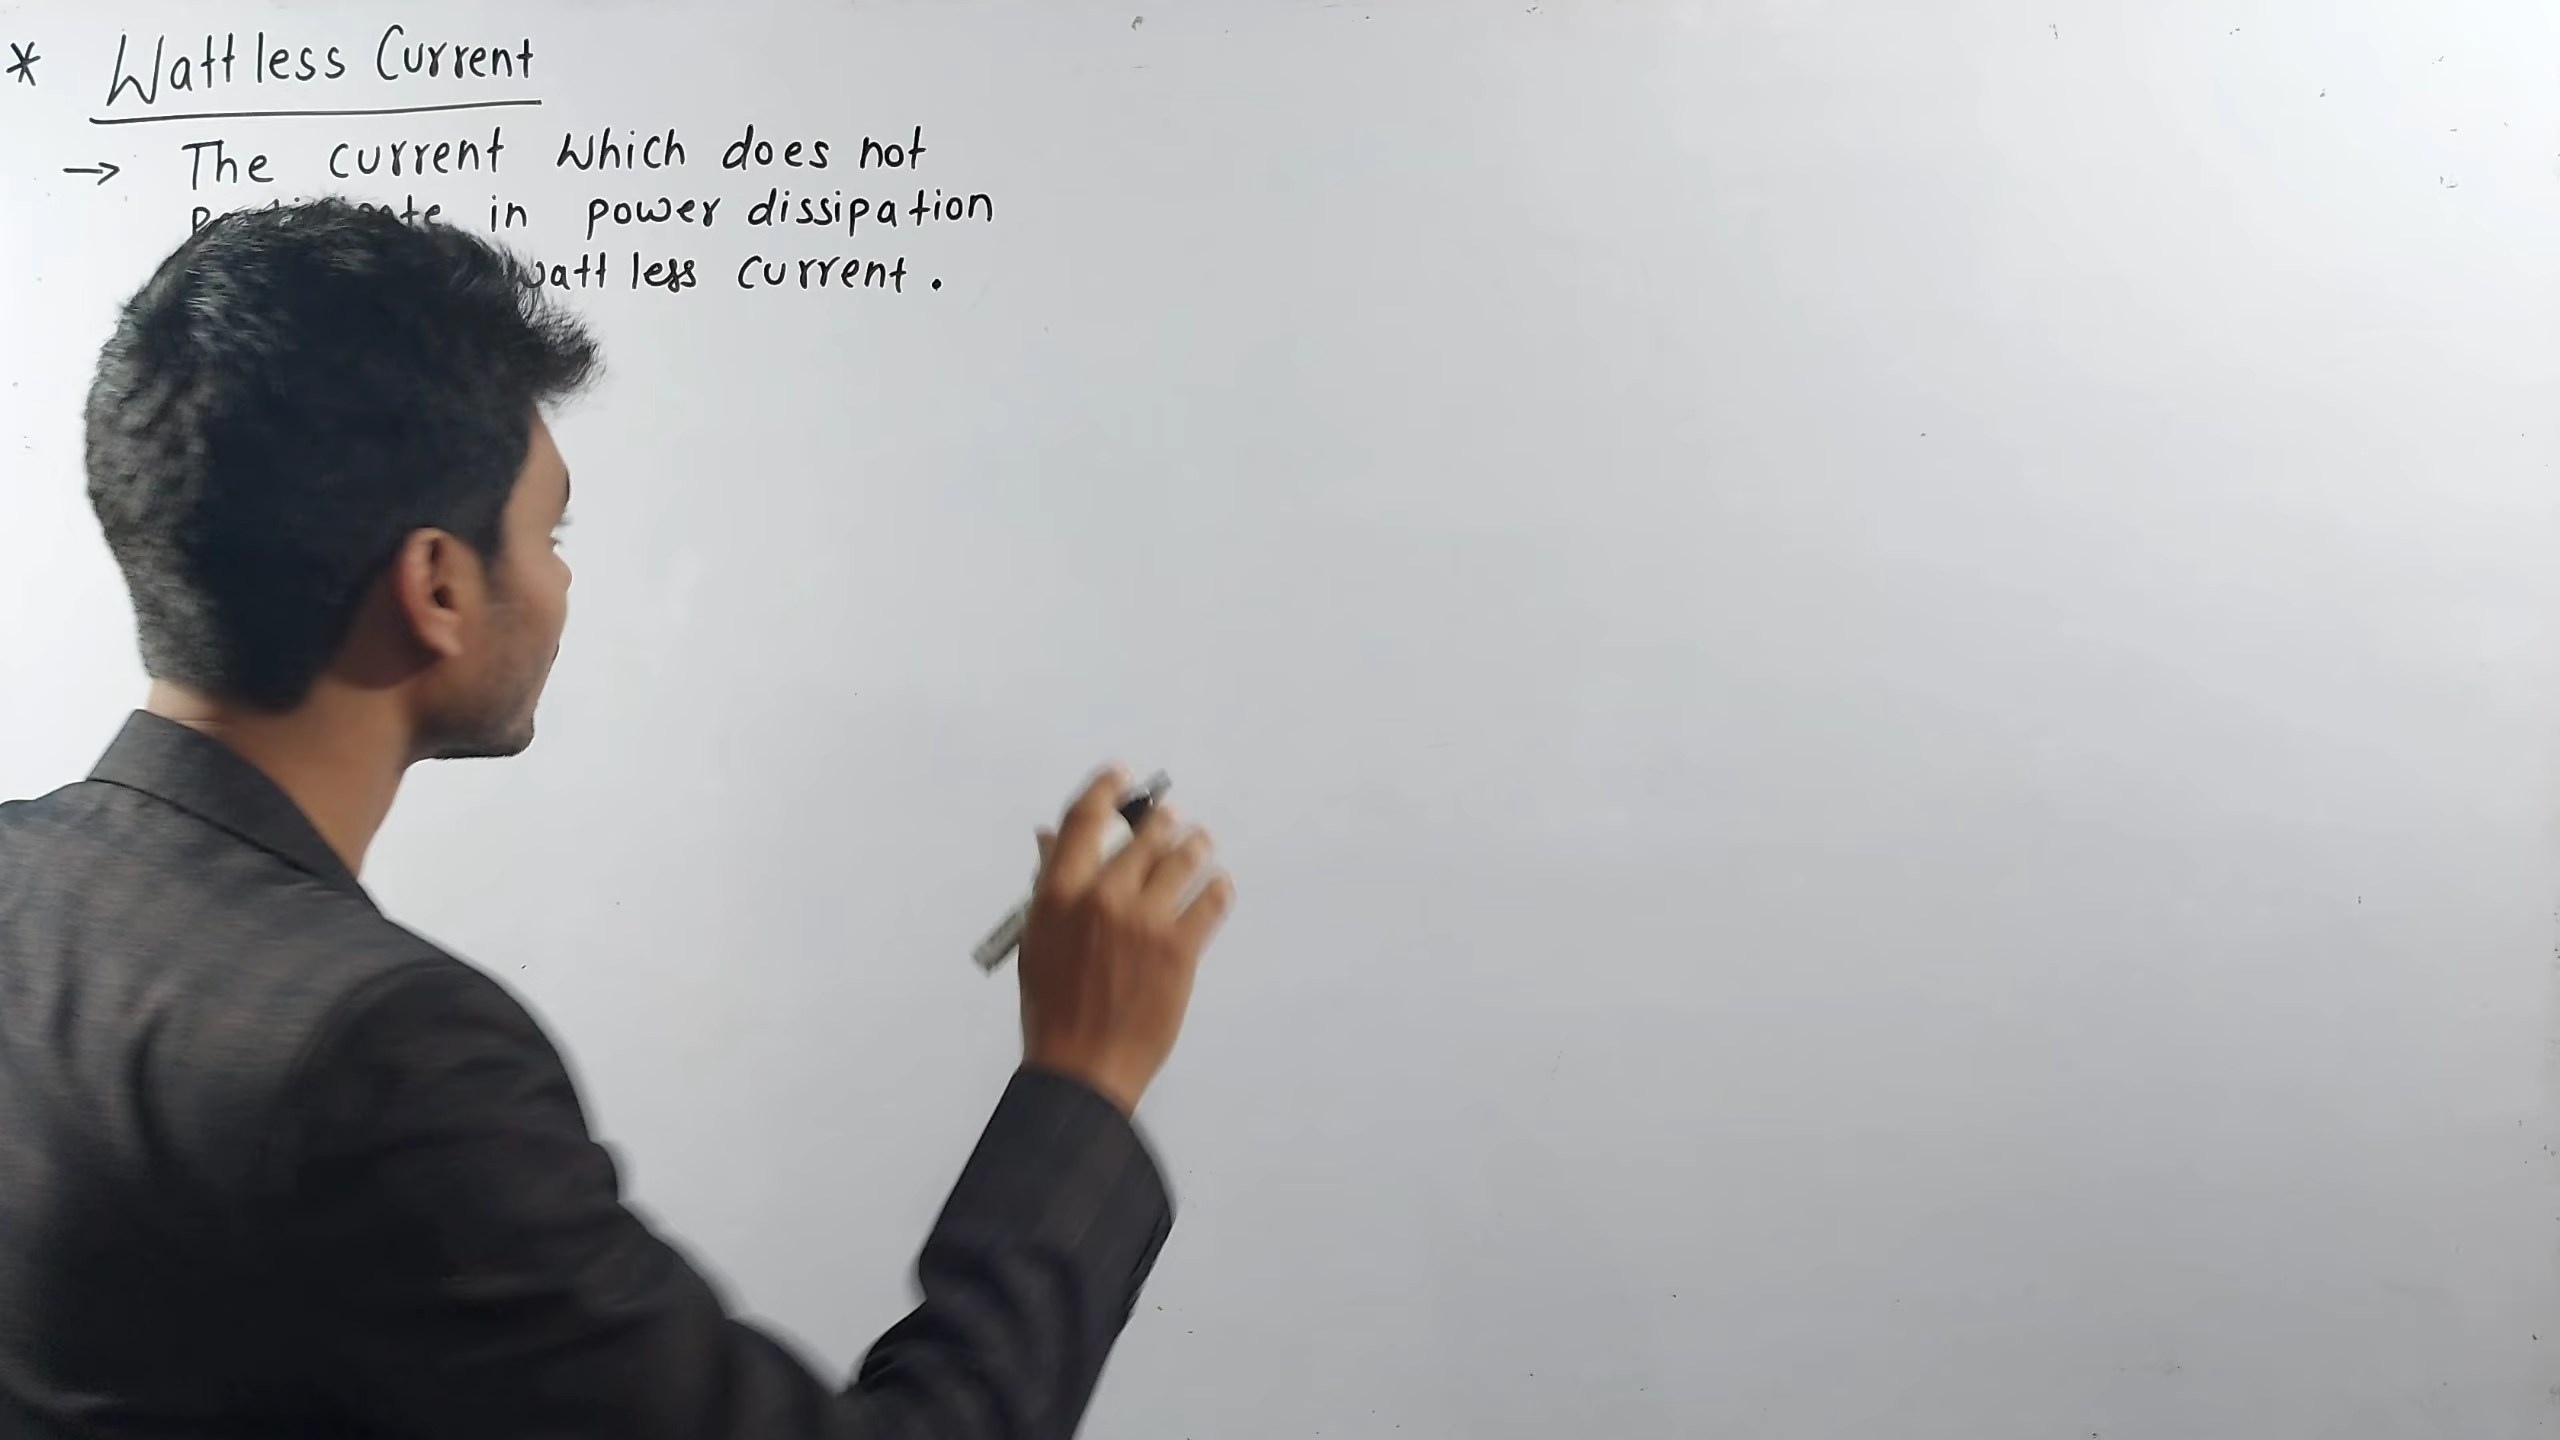 * Wattless Current
→ The current which does not
in power dissipation
watt less current.